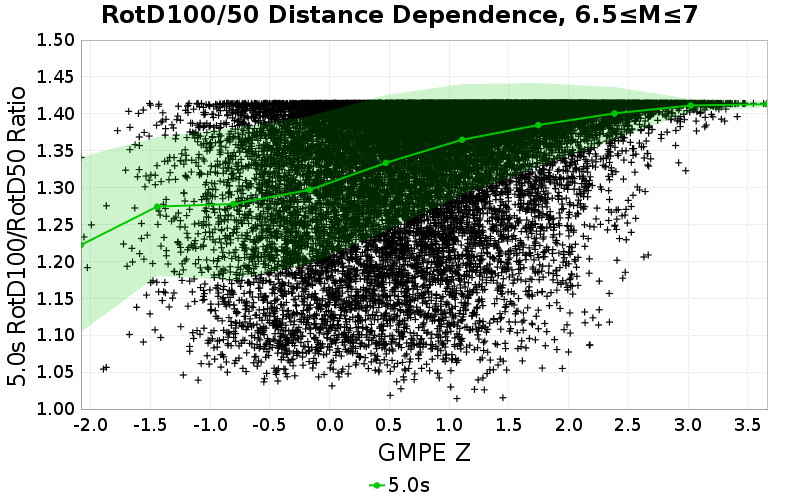 RotD100/50 Distance Dependence, 6.5≤M≤7
5.0s RotD100/RotD50 Ratio
1.50
1.45
1.40
1.35
1.30
1.25
1.20
1.15
1.10
1.05
1.00
-2.0 -1.5 -1.0 -0.5 0.0 0.5 1.0 1.5 2.0 2.5 3.0 3.5
GMPE Z
5.0s